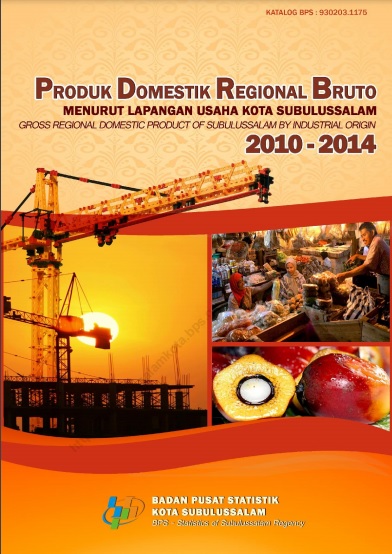 KATALOG BPS : 930203.1175
PRODUK DOMESTIK REGIONAL BRUTO
MENURUT LAPANGAN USAHA KOTA SUBULUSSALAM
GROSS REGIONAL DOMESTIC PRODUCT OF SUBULUSSALAM BY INDUSTRIAL ORIGIN
2010 - 2014
BADAN PUSAT STATISTIK
KOTA SUBULUSSALAM
BPS - Statistics of Subulussalam Regency